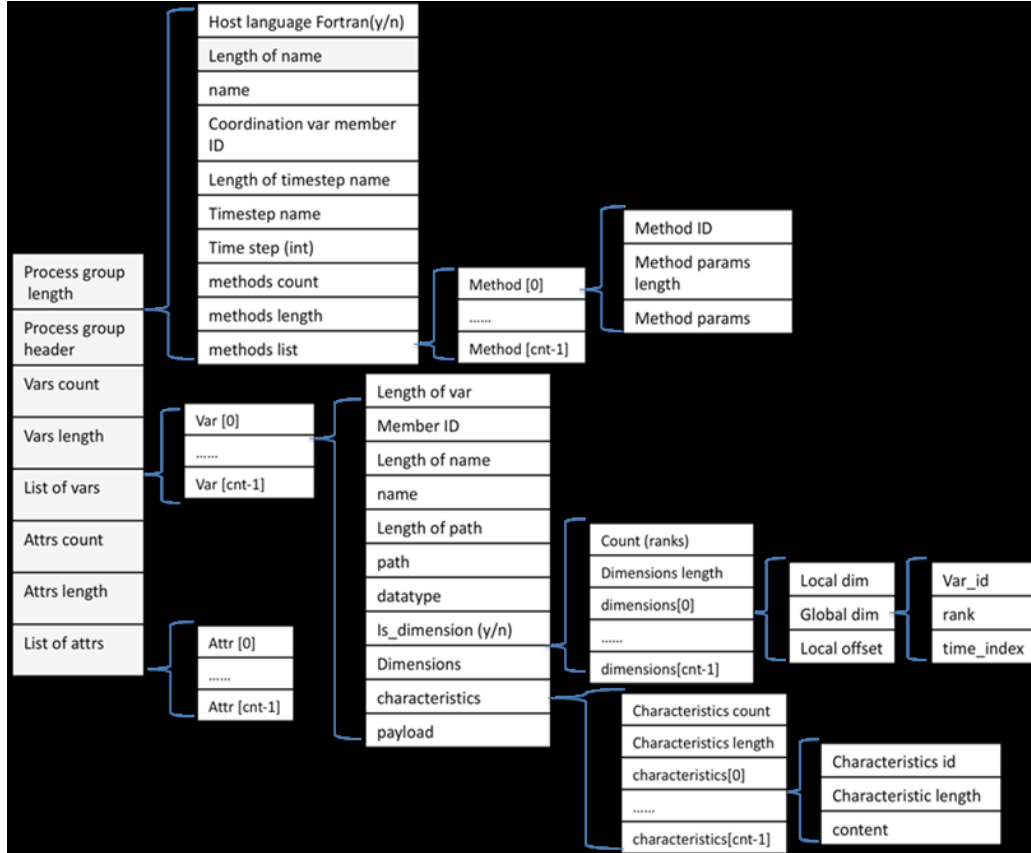 Process group
length
Process group
header
Vars count
Vars length
List of vars
Attrs count
Attrs length
List of attrs
Host language Fortran(y/n)
Length of name
name
Coordination var member
ID
Length of timestep name
Timestep name
Time step (int)
methods count
methods length
methods list
Method [0]
......
Method [cnt-1]
Method ID
Method params
length
Method params
Var [0]
......
Var [cnt-1]
Length of var
Member ID
Length of name
name
Length of path
path
datatype
Is_dimension (y/n)
Dimensions
characteristics
payload
Count (ranks)
Dimensions length
dimensions[0]
......
dimensions[cnt-1]
Local dim
Global dim
Local offset
Var_id
rank
time_index
Characteristics count
Characteristics length
characteristics[0]
......
characteristics[cnt-1]
Characteristics id
Characteristic length
content
Attr [0]
......
Attr [cnt-1]